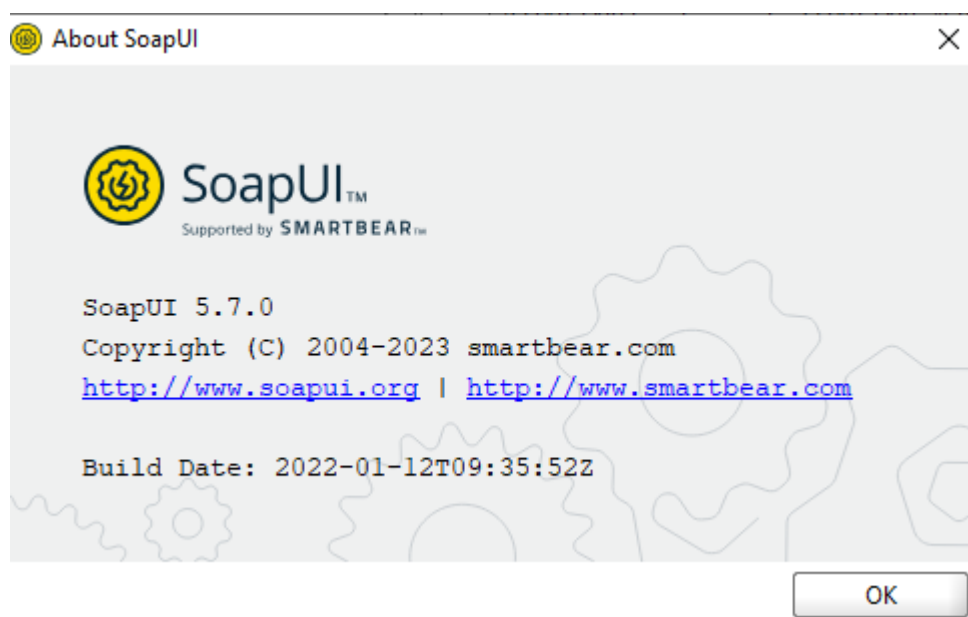 About SoapUI
SoapUI™
Supported by SMARTBEAR™
SoapUI 5.7.0
Copyright (C) 2004-2023 smartbear.com
http://www.soapui.org | http://www.smartbear.com
Build Date: 2022-01-12T09:35:52Z
OK